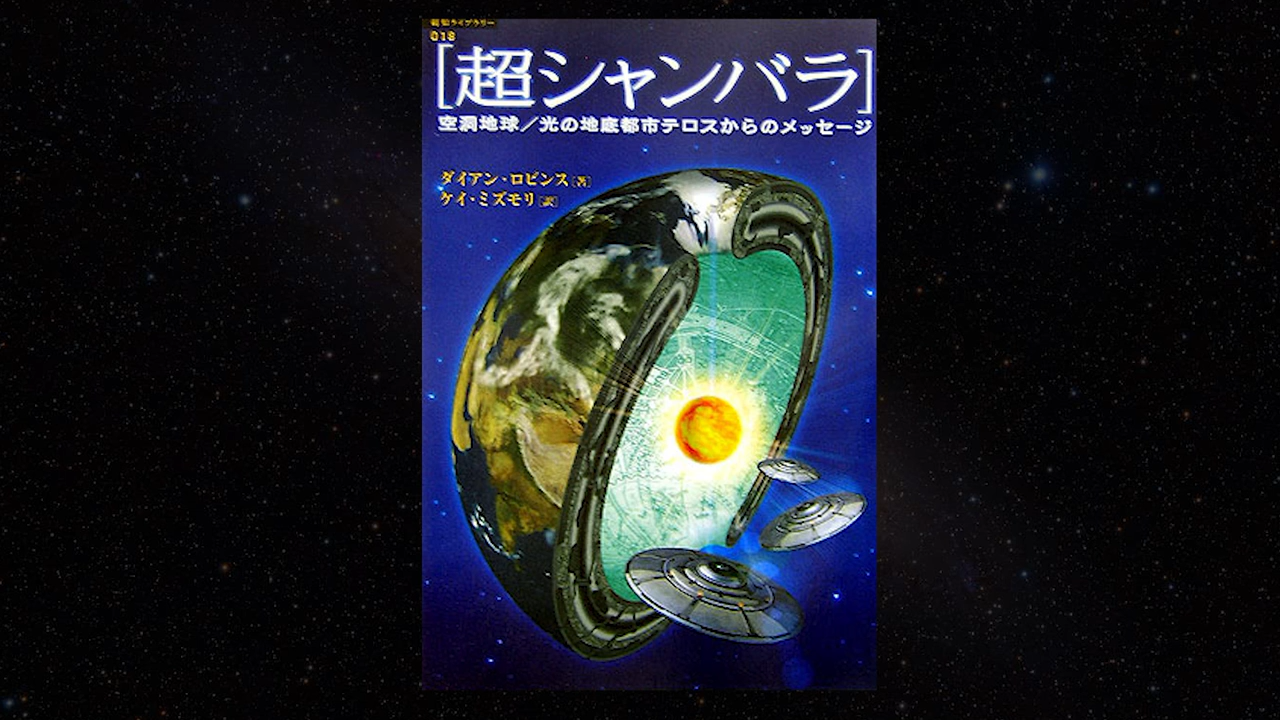 超知ライブラリー
018
[超シャンバラ]
空洞地球／光の地底都市テロスからのメッセージ
ダイアン・ロビンス[著]
ケイ・ミズモリ[訳]